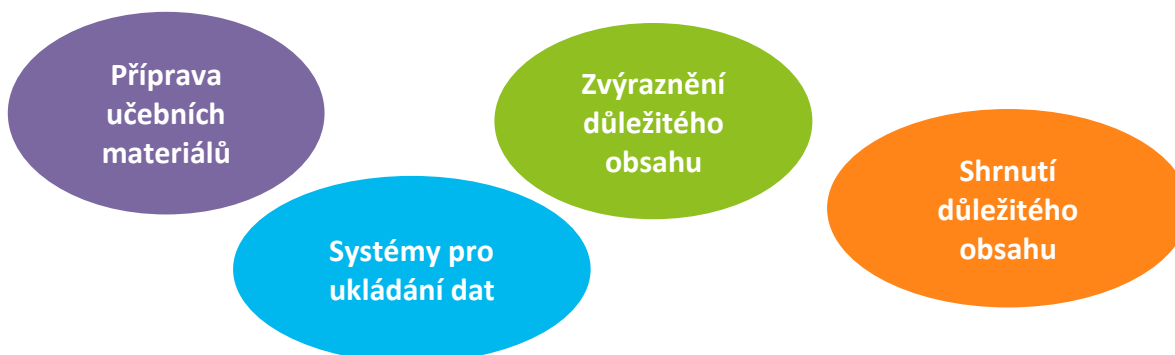 Příprava
učebních
materiálů
Systémy pro
ukládání dat
Zvýraznění
důležitého
obsahu
Shrnutí
důležitého
obsahu